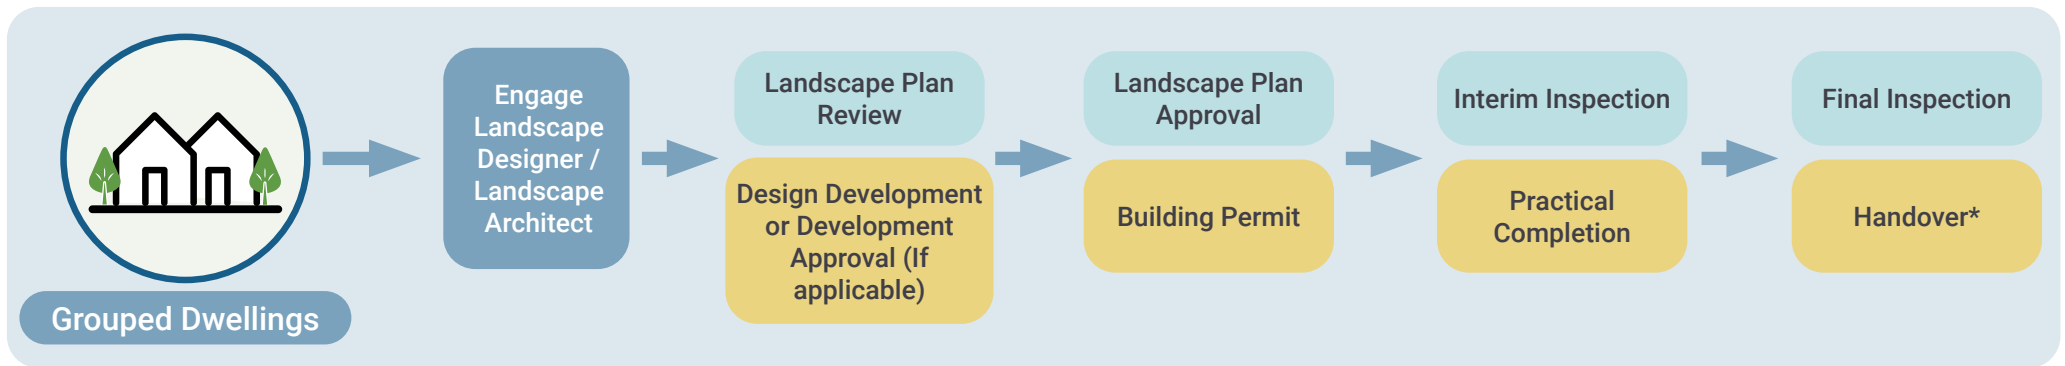 Grouped Dwellings
Engage
Landscape
Designer /
Landscape
Architect
Landscape Plan
Review
Design Development
or Development
Approval (If
applicable)
Landscape Plan
Approval
Building Permit
Interim Inspection
Practical
Completion
Final Inspection
Handover*